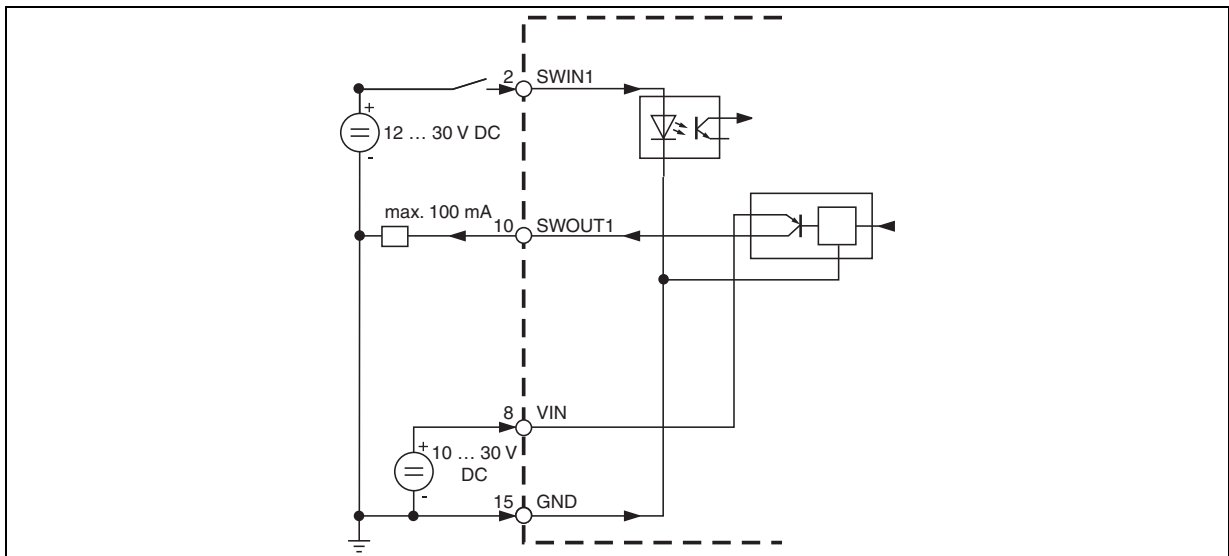 2 SWIN1
+
12 … 30 V DC
-
max. 100 mA
10 SWOUT1
8 VIN
+ 10 … 30 V
DC
-
15 GND